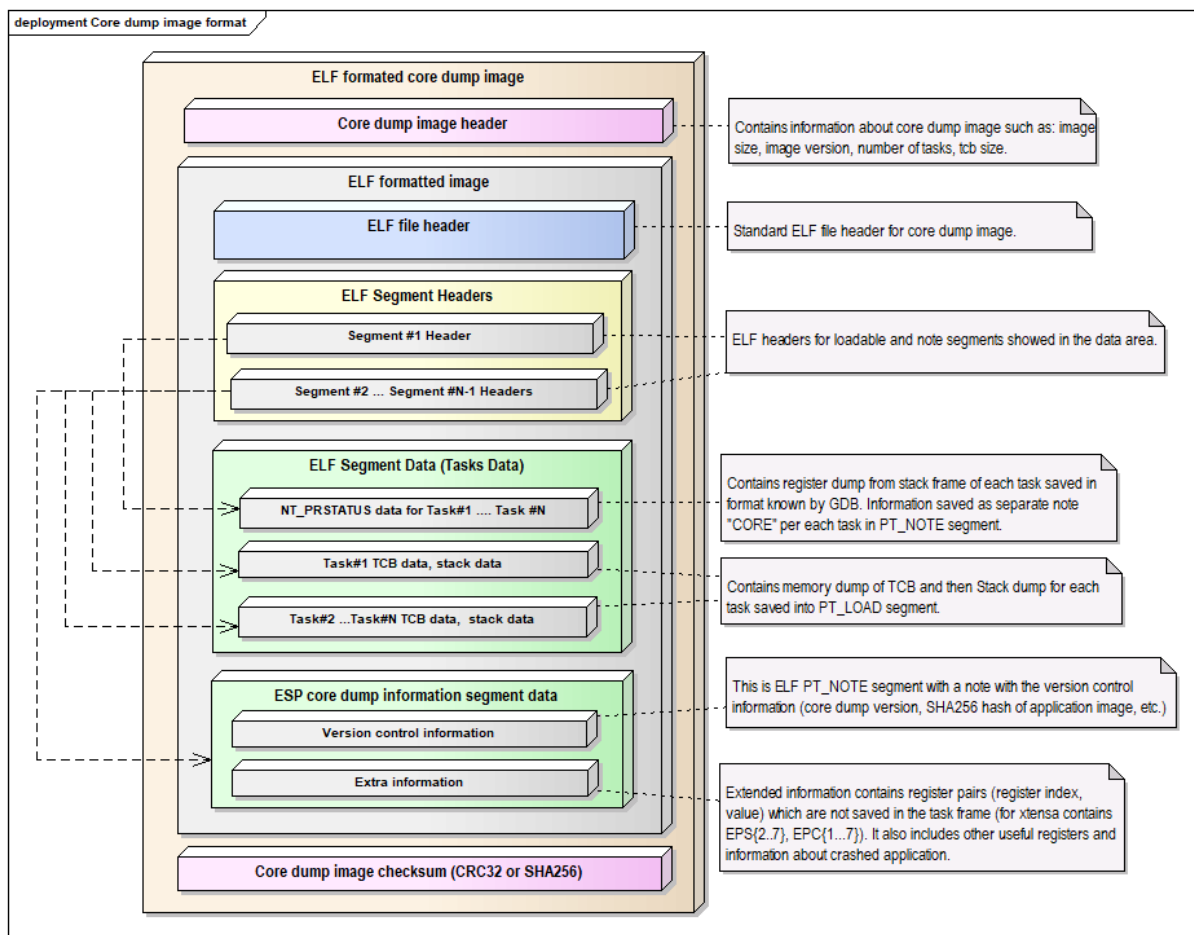 deployment Core dump image format
ELF formated core dump image
Core dump image header
Contains information about core dump image such as: image
size, image version, number of tasks, tcb size.
ELF formatted image
ELF file header
Standard ELF file header for core dump image.
ELF Segment Headers
Segment #1 Header
ELF headers for loadable and note segments showed in the data area.
Segment #2 ... Segment #N-1 Headers
ELF Segment Data (Tasks Data)
NT_PRSTATUS data for Task#1 .... Task #N
Contains register dump from stack frame of each task saved in
format known by GDB. Information saved as separate note
"CORE" per each task in PT_NOTE segment.
Task#1 TCB data, stack data
Contains memory dump of TCB and then Stack dump for each
task saved into PT_LOAD segment.
Task#2 ...Task#N TCB data, stack data
ESP core dump information segment data
This is ELF PT_NOTE segment with a note with the version control
information (core dump version, SHA256 hash of application image, etc.)
Version control information
Extra information
Extended information contains register pairs (register index,
value) which are not saved in the task frame (for xtensa contains
EPS{2..7}, EPC{1...7}). It also includes other useful registers and
information about crashed application.
Core dump image checksum (CRC32 or SHA256)